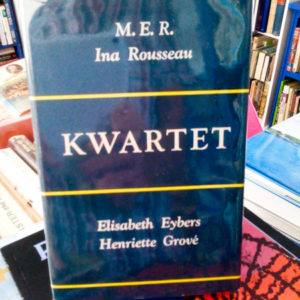 M. E. R.
Ina Rousseau
KWARTET
Elisabeth Eybers
Henriette Grové